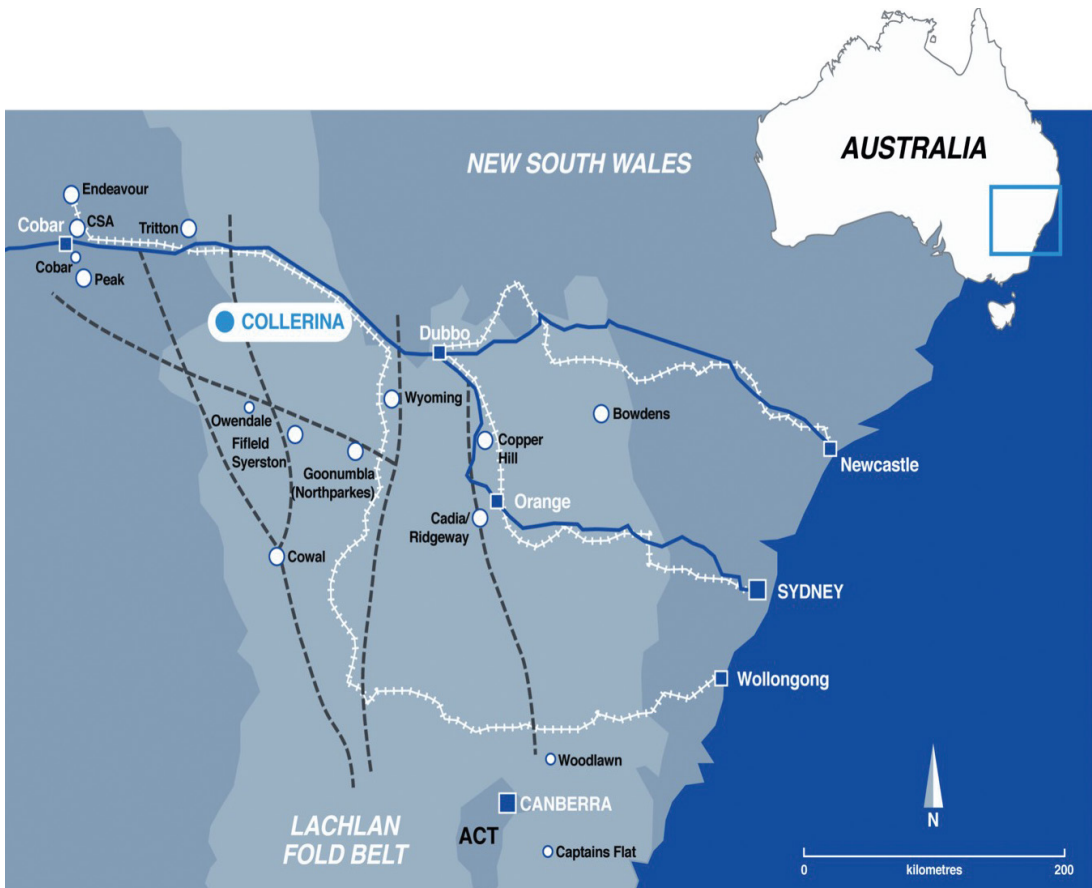 AUSTRALIA
NEW SOUTH WALES
Endeavour
Cobar
CSA
Tritton
Cobar
Peak
COLLERINA
Dubbo
Wyoming
Owendale
Fifield
Syerston
Goonumbla
(Northparkes)
Copper
Hill
Bowdens
Newcastle
Orange
Cadia/
Ridgeway
Cowal
SYDNEY
Wollongong
Woodlawn
CANBERRA
ACT
LACHLAN
FOLD BELT
Captains Flat
N
0
kilometres
200